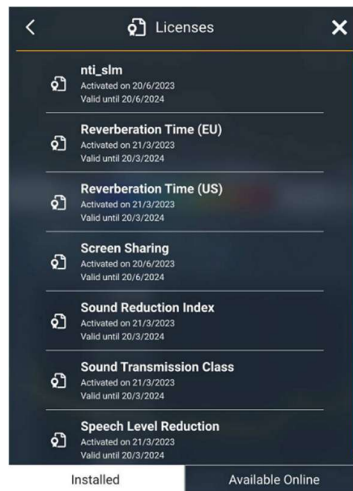 Licenses
nti_slm
Activated on 20/6/2023
Valid until 20/6/2024
Reverberation Time (EU)
Activated on 21/3/2023
Valid until 20/3/2024
Reverberation Time (US)
Activated on 21/3/2023
Valid until 20/3/2024
Screen Sharing
Activated on 20/6/2023
Valid until 20/6/2024
Sound Reduction Index
Activated on 21/3/2023
Valid until 20/3/2024
Sound Transmission Class
Activated on 21/3/2023
Valid until 20/3/2024
Speech Level Reduction
Activated on 21/3/2023
Valid until 20/3/2024
Installed Available Online